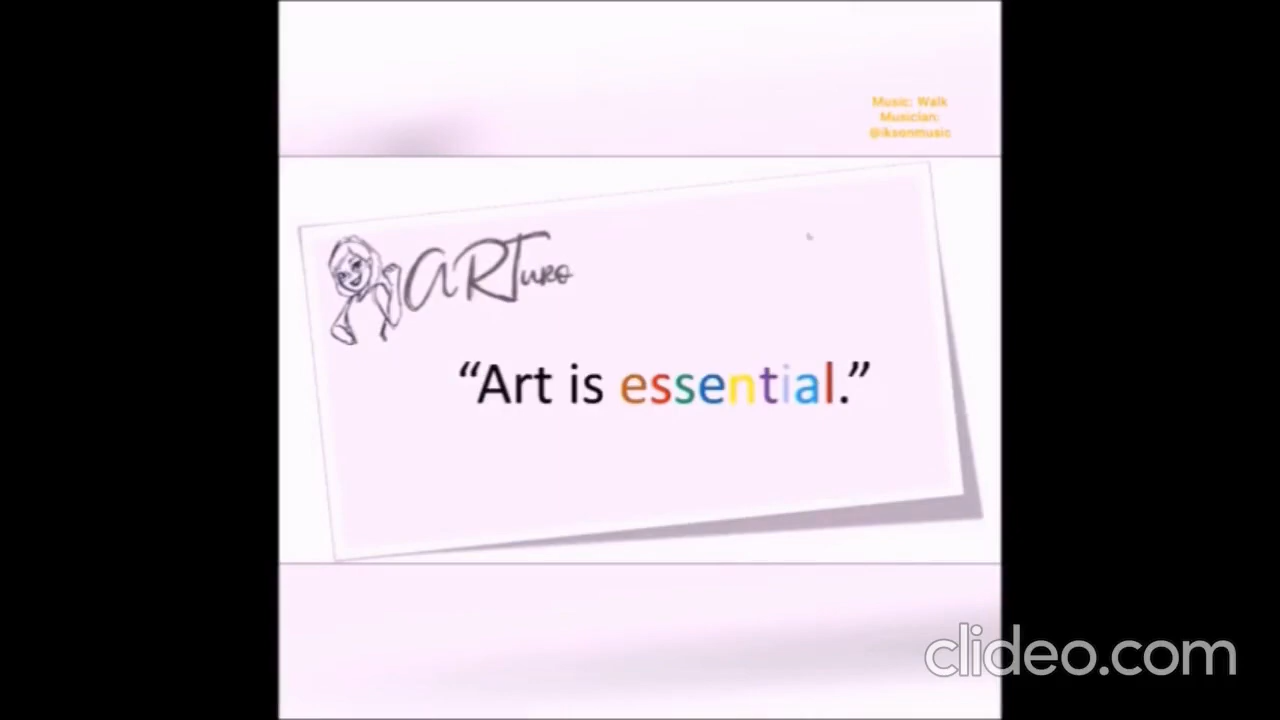 Music: Walk
Musician:
@iksonmusic
ARTuro
“Art is essential.”
clideo.com